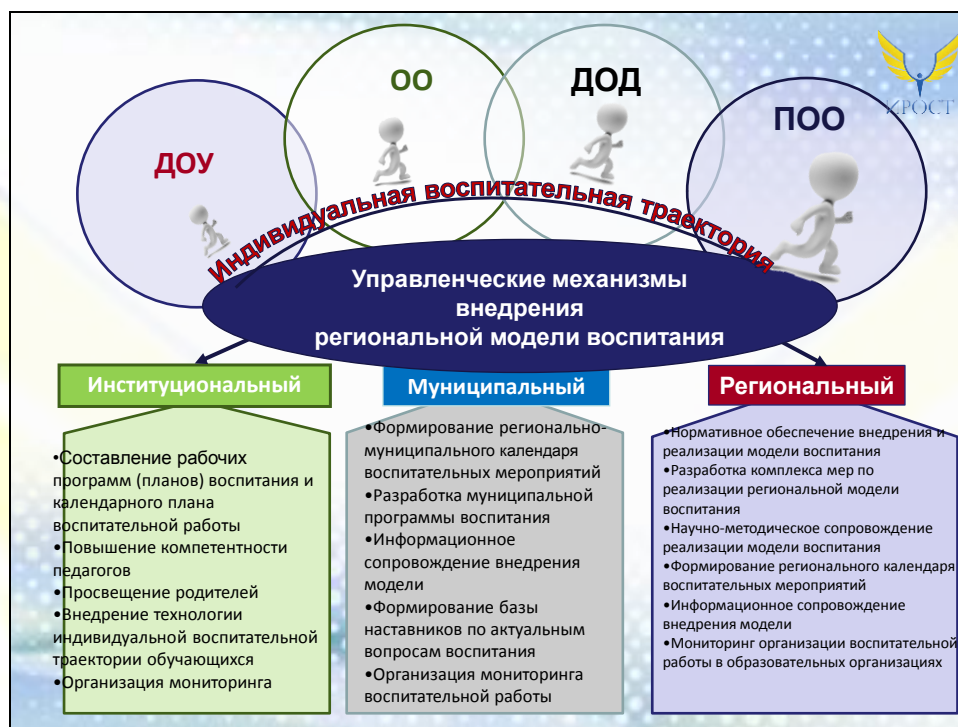 ОО
ДОД
ИРОСТ
ПОО
ДОУ
Индивидуальная воспитательная траектория
Управленческие механизмы
внедрения
региональной модели воспитания
Институциональный
•Составление рабочих
программ (планов) воспитания и
календарного плана
воспитательной работы
•Повышение компетентности
педагогов
•Просвещение родителей
•Внедрение технологии
индивидуальной воспитательной
траектории обучающихся
•Организация мониторинга
Муниципальный
•Формирование регионально-
муниципального календаря
воспитательных мероприятий
•Разработка муниципальной
программы воспитания
•Информационное
сопровождение внедрения
модели
•Формирование базы
наставников по актуальным
вопросам воспитания
•Организация мониторинга
воспитательной работы
Региональный
•Нормативное обеспечение внедрения и
реализации модели воспитания
•Разработка комплекса мер по
реализации региональной модели
воспитания
•Научно-методическое сопровождение
реализации модели воспитания
•Формирование регионального календаря
воспитательных мероприятий
•Информационное сопровождение
внедрения модели
•Мониторинг организации воспитательной
работы в образовательных организациях